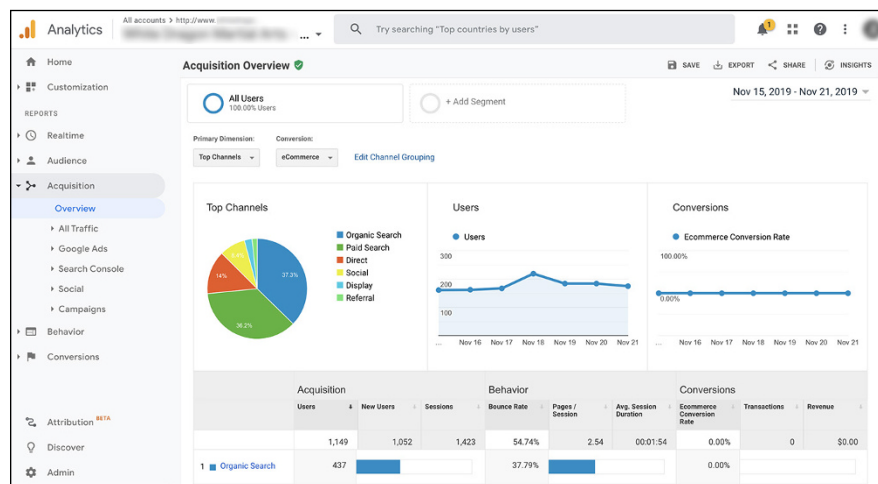 Analytics
All accounts > http://www.
Try searching "Top countries by users"
1
Home
Customization
REPORTS
Realtime
Audience
Acquisition
Overview
All Traffic
Google Ads
Search Console
Social
Campaigns
Behavior
Conversions
Attribution BETA
Discover
Admin
Acquisition Overview
SAVE
EXPORT
SHARE
INSIGHTS
All Users
100.00% Users
+ Add Segment
Nov 15, 2019 - Nov 21, 2019
Primary Dimension:
Conversion:
Top Channels
eCommerce
Edit Channel Grouping
Top Channels
37.3%
36.2%
14%
Organic Search
Paid Search
Direct
Social
Display
Referral
Users
Users
300
200
100
... Nov 16 Nov 17 Nov 18 Nov 19 Nov 20 Nov 21
Conversions
Ecommerce Conversion Rate
100.00%
0.00%
... Nov 16 Nov 17 Nov 18 Nov 19 Nov 20 Nov 21
Acquisition Behavior Conversions
Users New Users Sessions Bounce Rate Pages / Session Avg. Session Duration Ecommerce Conversion Rate Transactions Revenue
1,149 1,052 1,423 54.74% 2.54 00:01:54 0.00% 0 $0.00
1 Organic Search 437 37.79% 0.00%